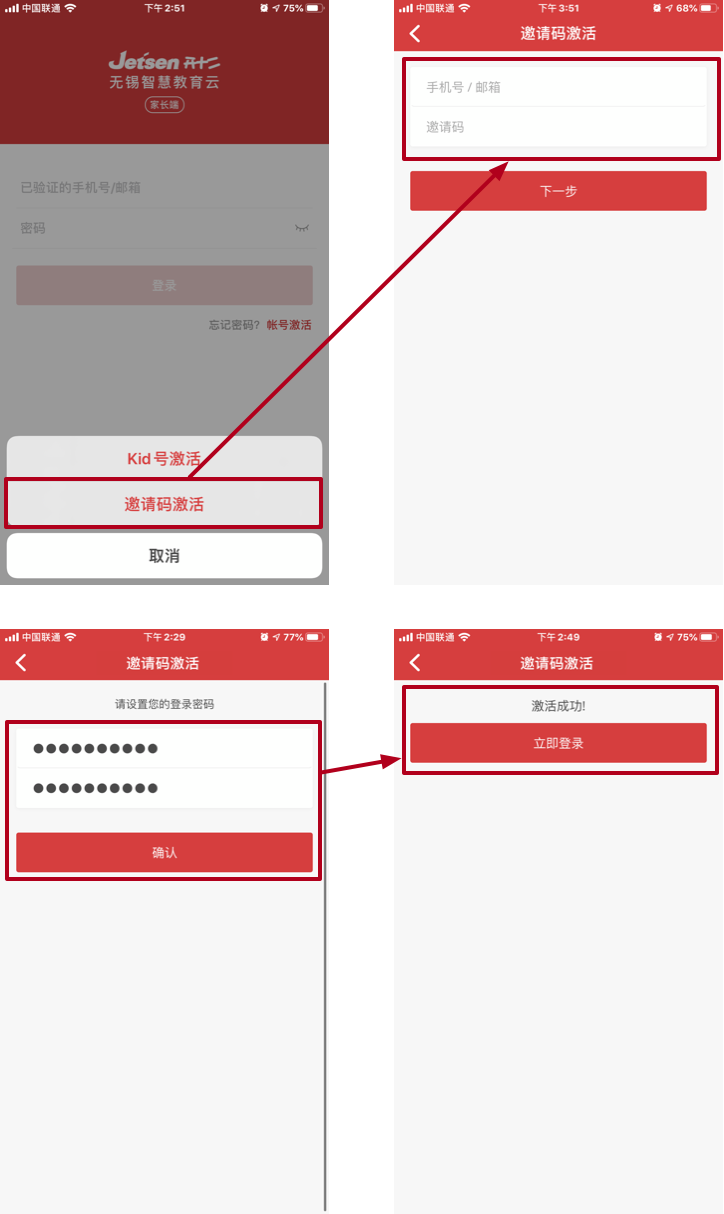 中国联通 下午2:51 75%
Jetsen 无锡智慧教育云
家长端
已验证的手机号/邮箱
密码
登录
忘记密码? 帐号激活
Kid号激活
邀请码激活
取消
中国联通 下午3:51 68%
邀请码激活
手机号 / 邮箱
邀请码
下一步
中国联通 下午2:29 77%
邀请码激活
请设置您的登录密码
确认
中国联通 下午2:49 75%
邀请码激活
激活成功!
立即登录